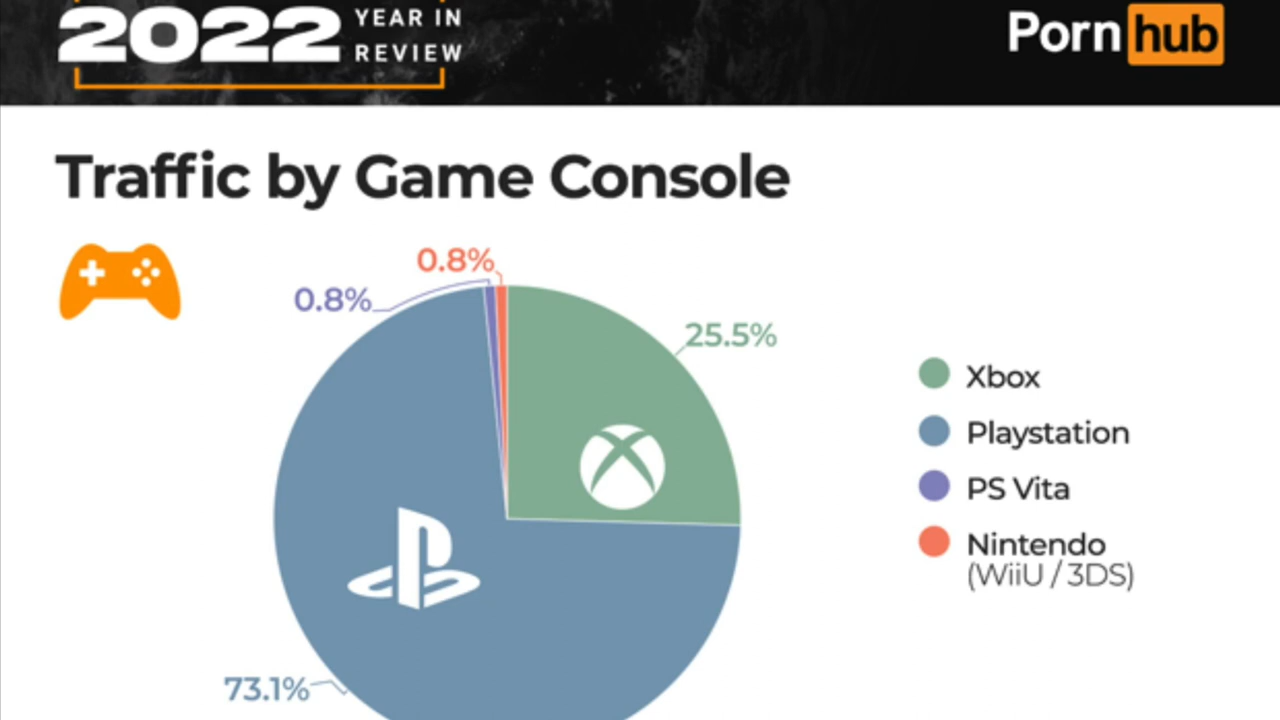 2022 YEAR IN
REVIEW
Pornhub
Traffic by Game Console
0.8%
0.8%
25.5%
73.1%
Xbox
Playstation
PS Vita
Nintendo
(WiiU / 3DS)